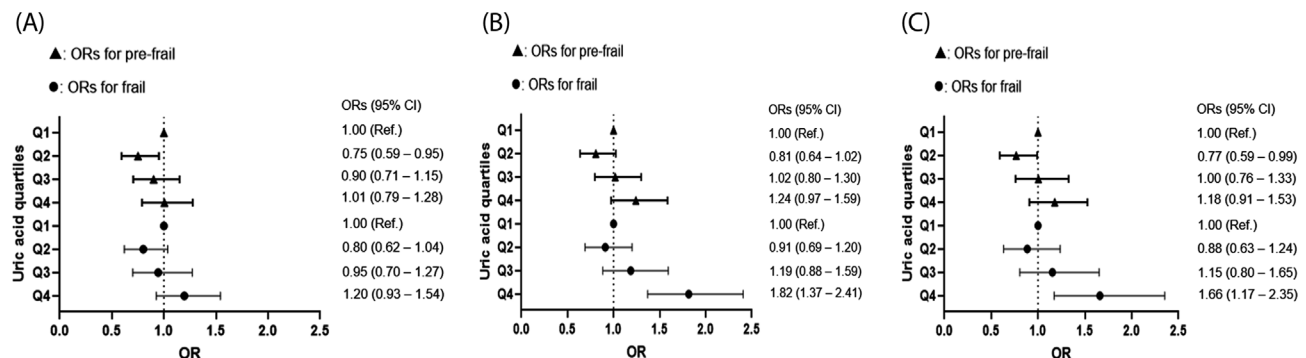 (A)
▲: ORs for pre-frail
●: ORs for frail
ORs (95% CI)
Uric acid quartiles
Q1 1.00 (Ref.)
Q2 0.75 (0.59 – 0.95)
Q3 0.90 (0.71 – 1.15)
Q4 1.01 (0.79 – 1.28)
Q1 1.00 (Ref.)
Q2 0.80 (0.62 – 1.04)
Q3 0.95 (0.70 – 1.27)
Q4 1.20 (0.93 – 1.54)
0.0 0.5 1.0 1.5 2.0 2.5
OR
(B)
▲: ORs for pre-frail
●: ORs for frail
ORs (95% CI)
Uric acid quartiles
Q1 1.00 (Ref.)
Q2 0.81 (0.64 – 1.02)
Q3 1.02 (0.80 – 1.30)
Q4 1.24 (0.97 – 1.59)
Q1 1.00 (Ref.)
Q2 0.91 (0.69 – 1.20)
Q3 1.19 (0.88 – 1.59)
Q4 1.82 (1.37 – 2.41)
0.0 0.5 1.0 1.5 2.0 2.5
OR
(C)
▲: ORs for pre-frail
●: ORs for frail
ORs (95% CI)
Uric acid quartiles
Q1 1.00 (Ref.)
Q2 0.77 (0.59 – 0.99)
Q3 1.00 (0.76 – 1.33)
Q4 1.18 (0.91 – 1.53)
Q1 1.00 (Ref.)
Q2 0.88 (0.63 – 1.24)
Q3 1.15 (0.80 – 1.65)
Q4 1.66 (1.17 – 2.35)
0.0 0.5 1.0 1.5 2.0 2.5
OR